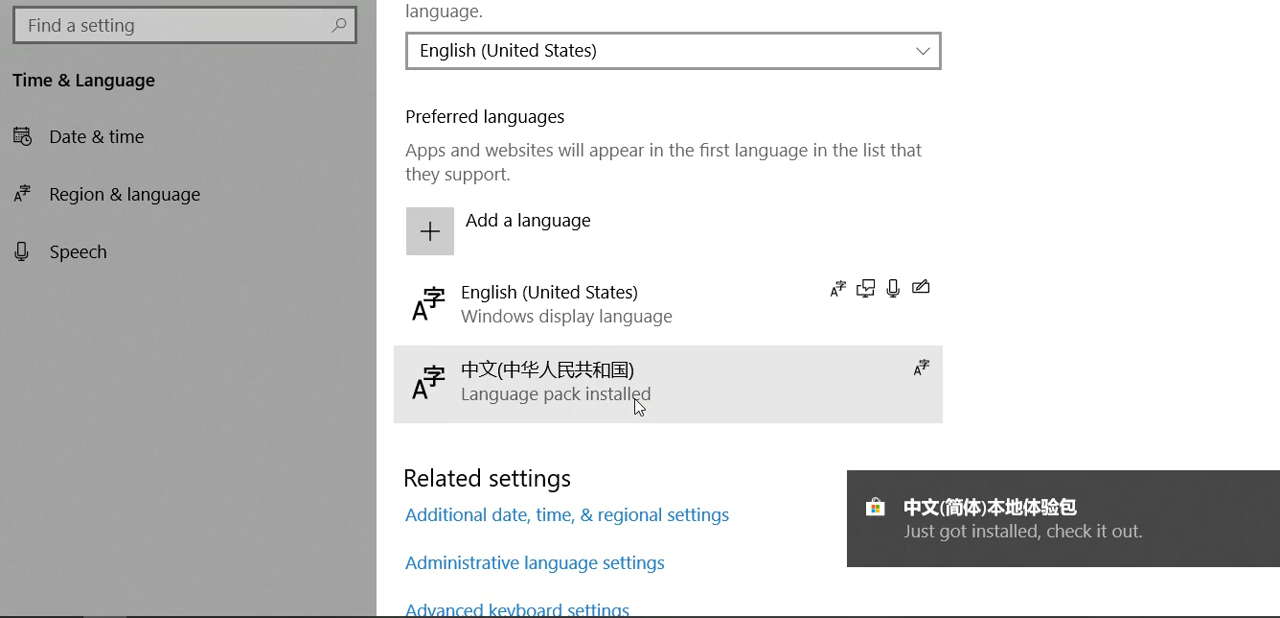 Find a setting
Time & Language
Date & time
Region & language
Speech
language.
English (United States)
Preferred languages
Apps and websites will appear in the first language in the list that
they support.
Add a language
English (United States)
Windows display language
中文(中华人民共和国)
Language pack installed
Related settings
Additional date, time, & regional settings
Administrative language settings
Advanced keyboard settings
中文(简体)本地体验包
Just got installed, check it out.